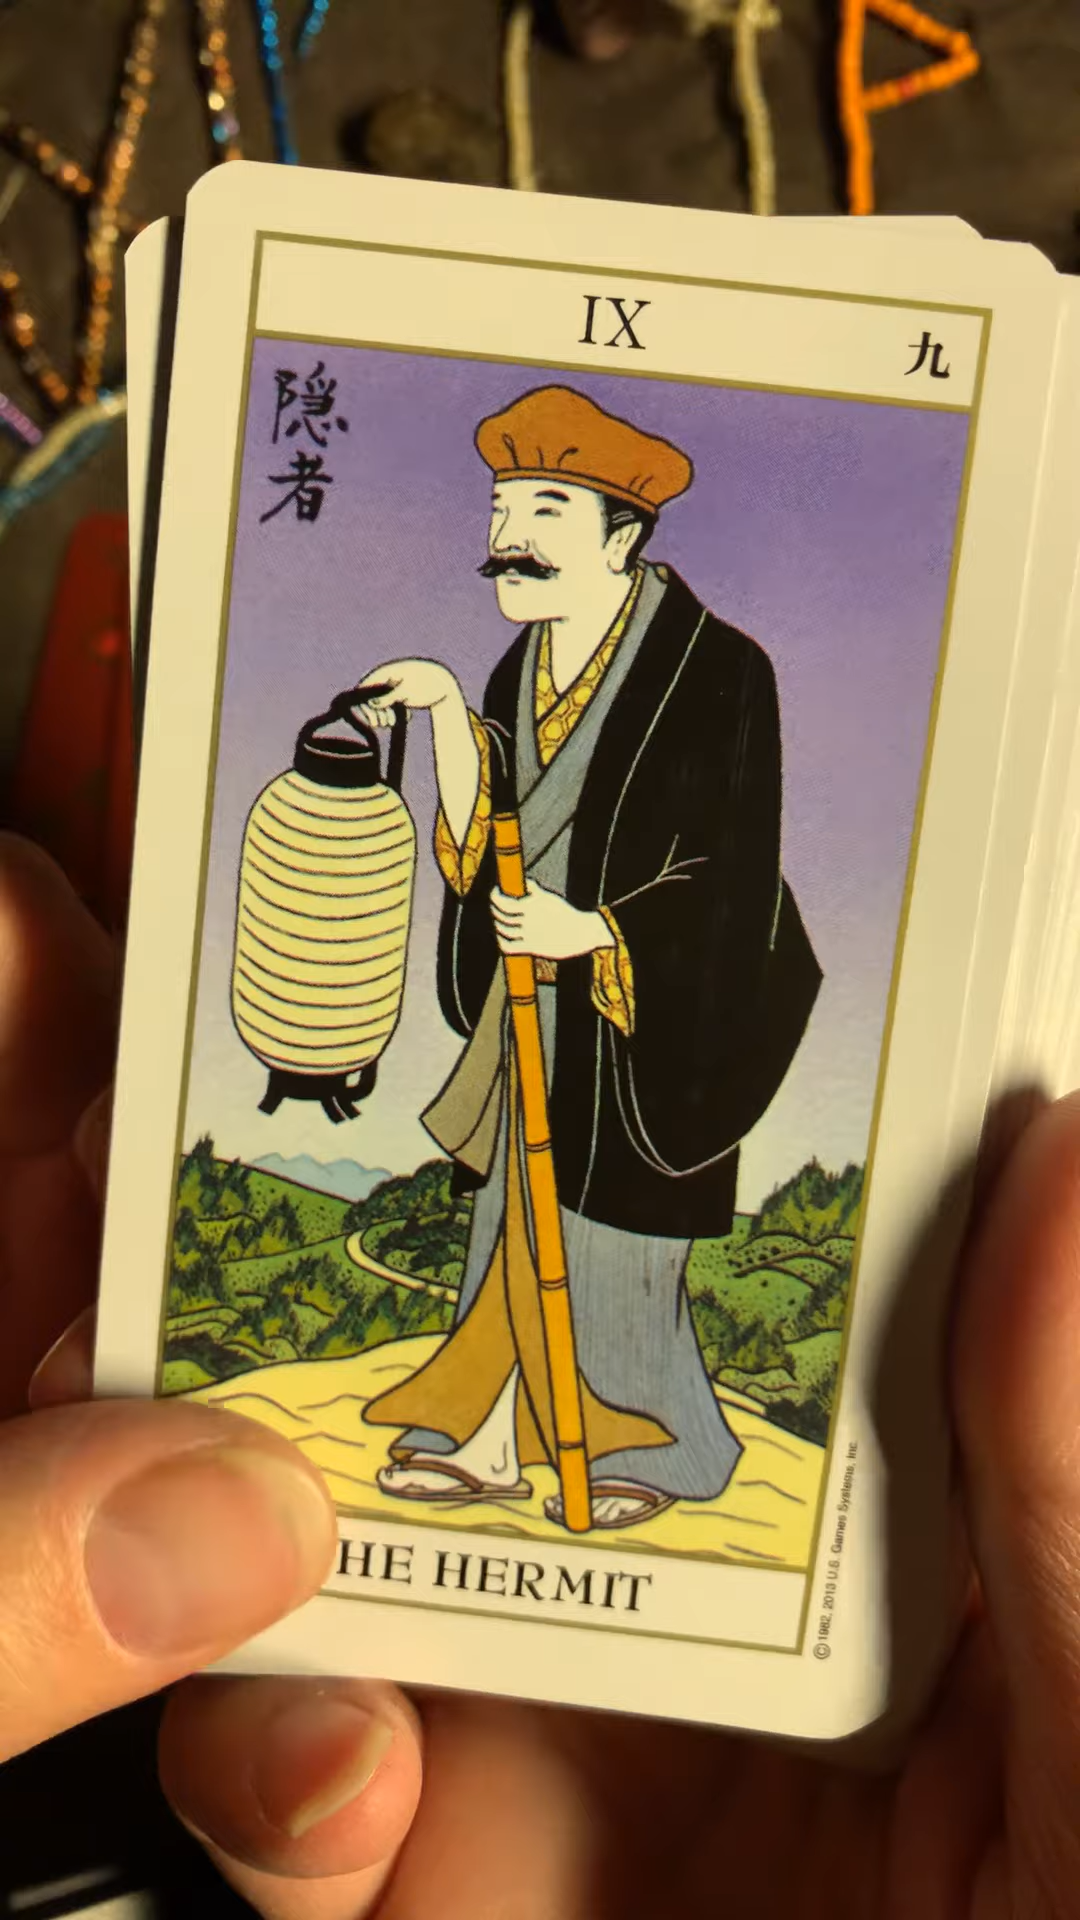 IX
九
隠
者
HE HERMIT
©1982, 2013 U.S. Games Systems, Inc.